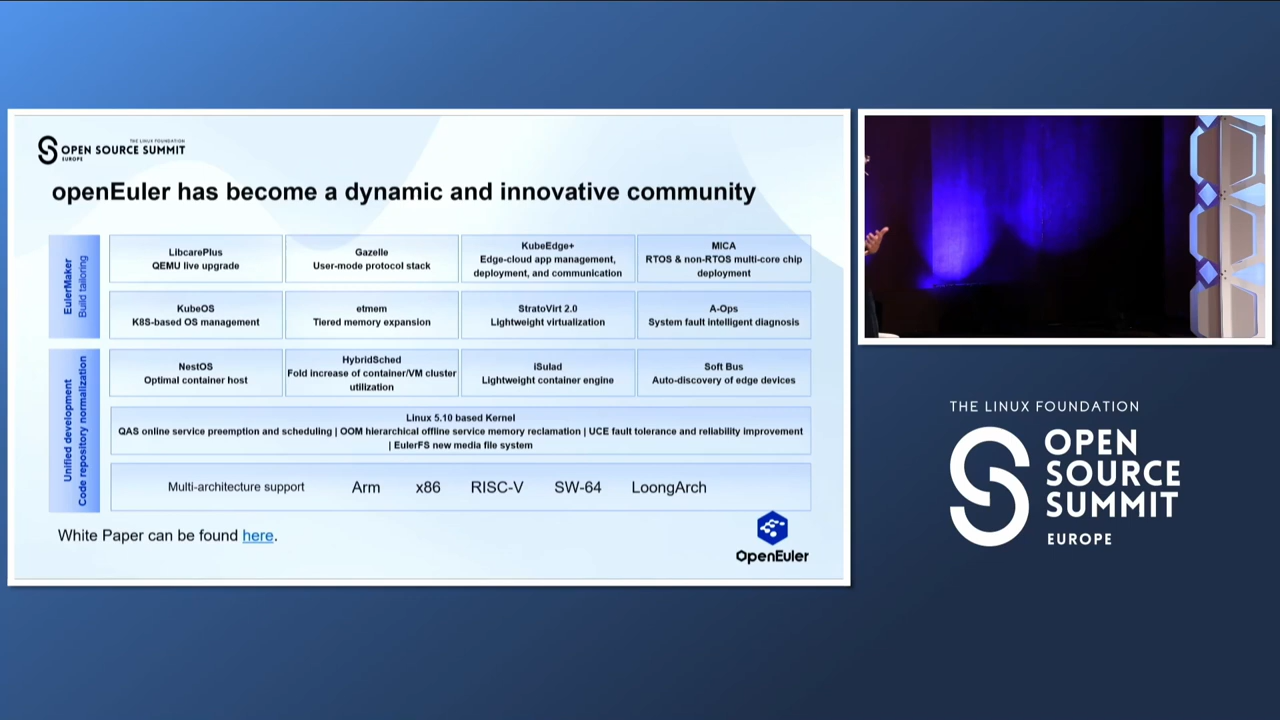 THE LINUX FOUNDATION
OPEN SOURCE SUMMIT
EUROPE
openEuler has become a dynamic and innovative community
EulerMaker
Build tailoring
LibcarePlus
QEMU live upgrade
Gazelle
User-mode protocol stack
KubeEdge+
Edge-cloud app management,
deployment, and communication
MICA
RTOS & non-RTOS multi-core chip
deployment
KubeOS
K8S-based OS management
etmem
Tiered memory expansion
StratoVirt 2.0
Lightweight virtualization
A-Ops
System fault intelligent diagnosis
Unified development
Code repository normalization
NestOS
Optimal container host
HybridSched
Fold increase of container/VM cluster
utilization
iSulad
Lightweight container engine
Soft Bus
Auto-discovery of edge devices
Linux 5.10 based Kernel
QAS online service preemption and scheduling | OOM hierarchical offline service memory reclamation | UCE fault tolerance and reliability improvement
| EulerFS new media file system
Multi-architecture support Arm x86 RISC-V SW-64 LoongArch
White Paper can be found here.
OpenEuler
THE LINUX FOUNDATION
OPEN
SOURCE
SUMMIT
EUROPE